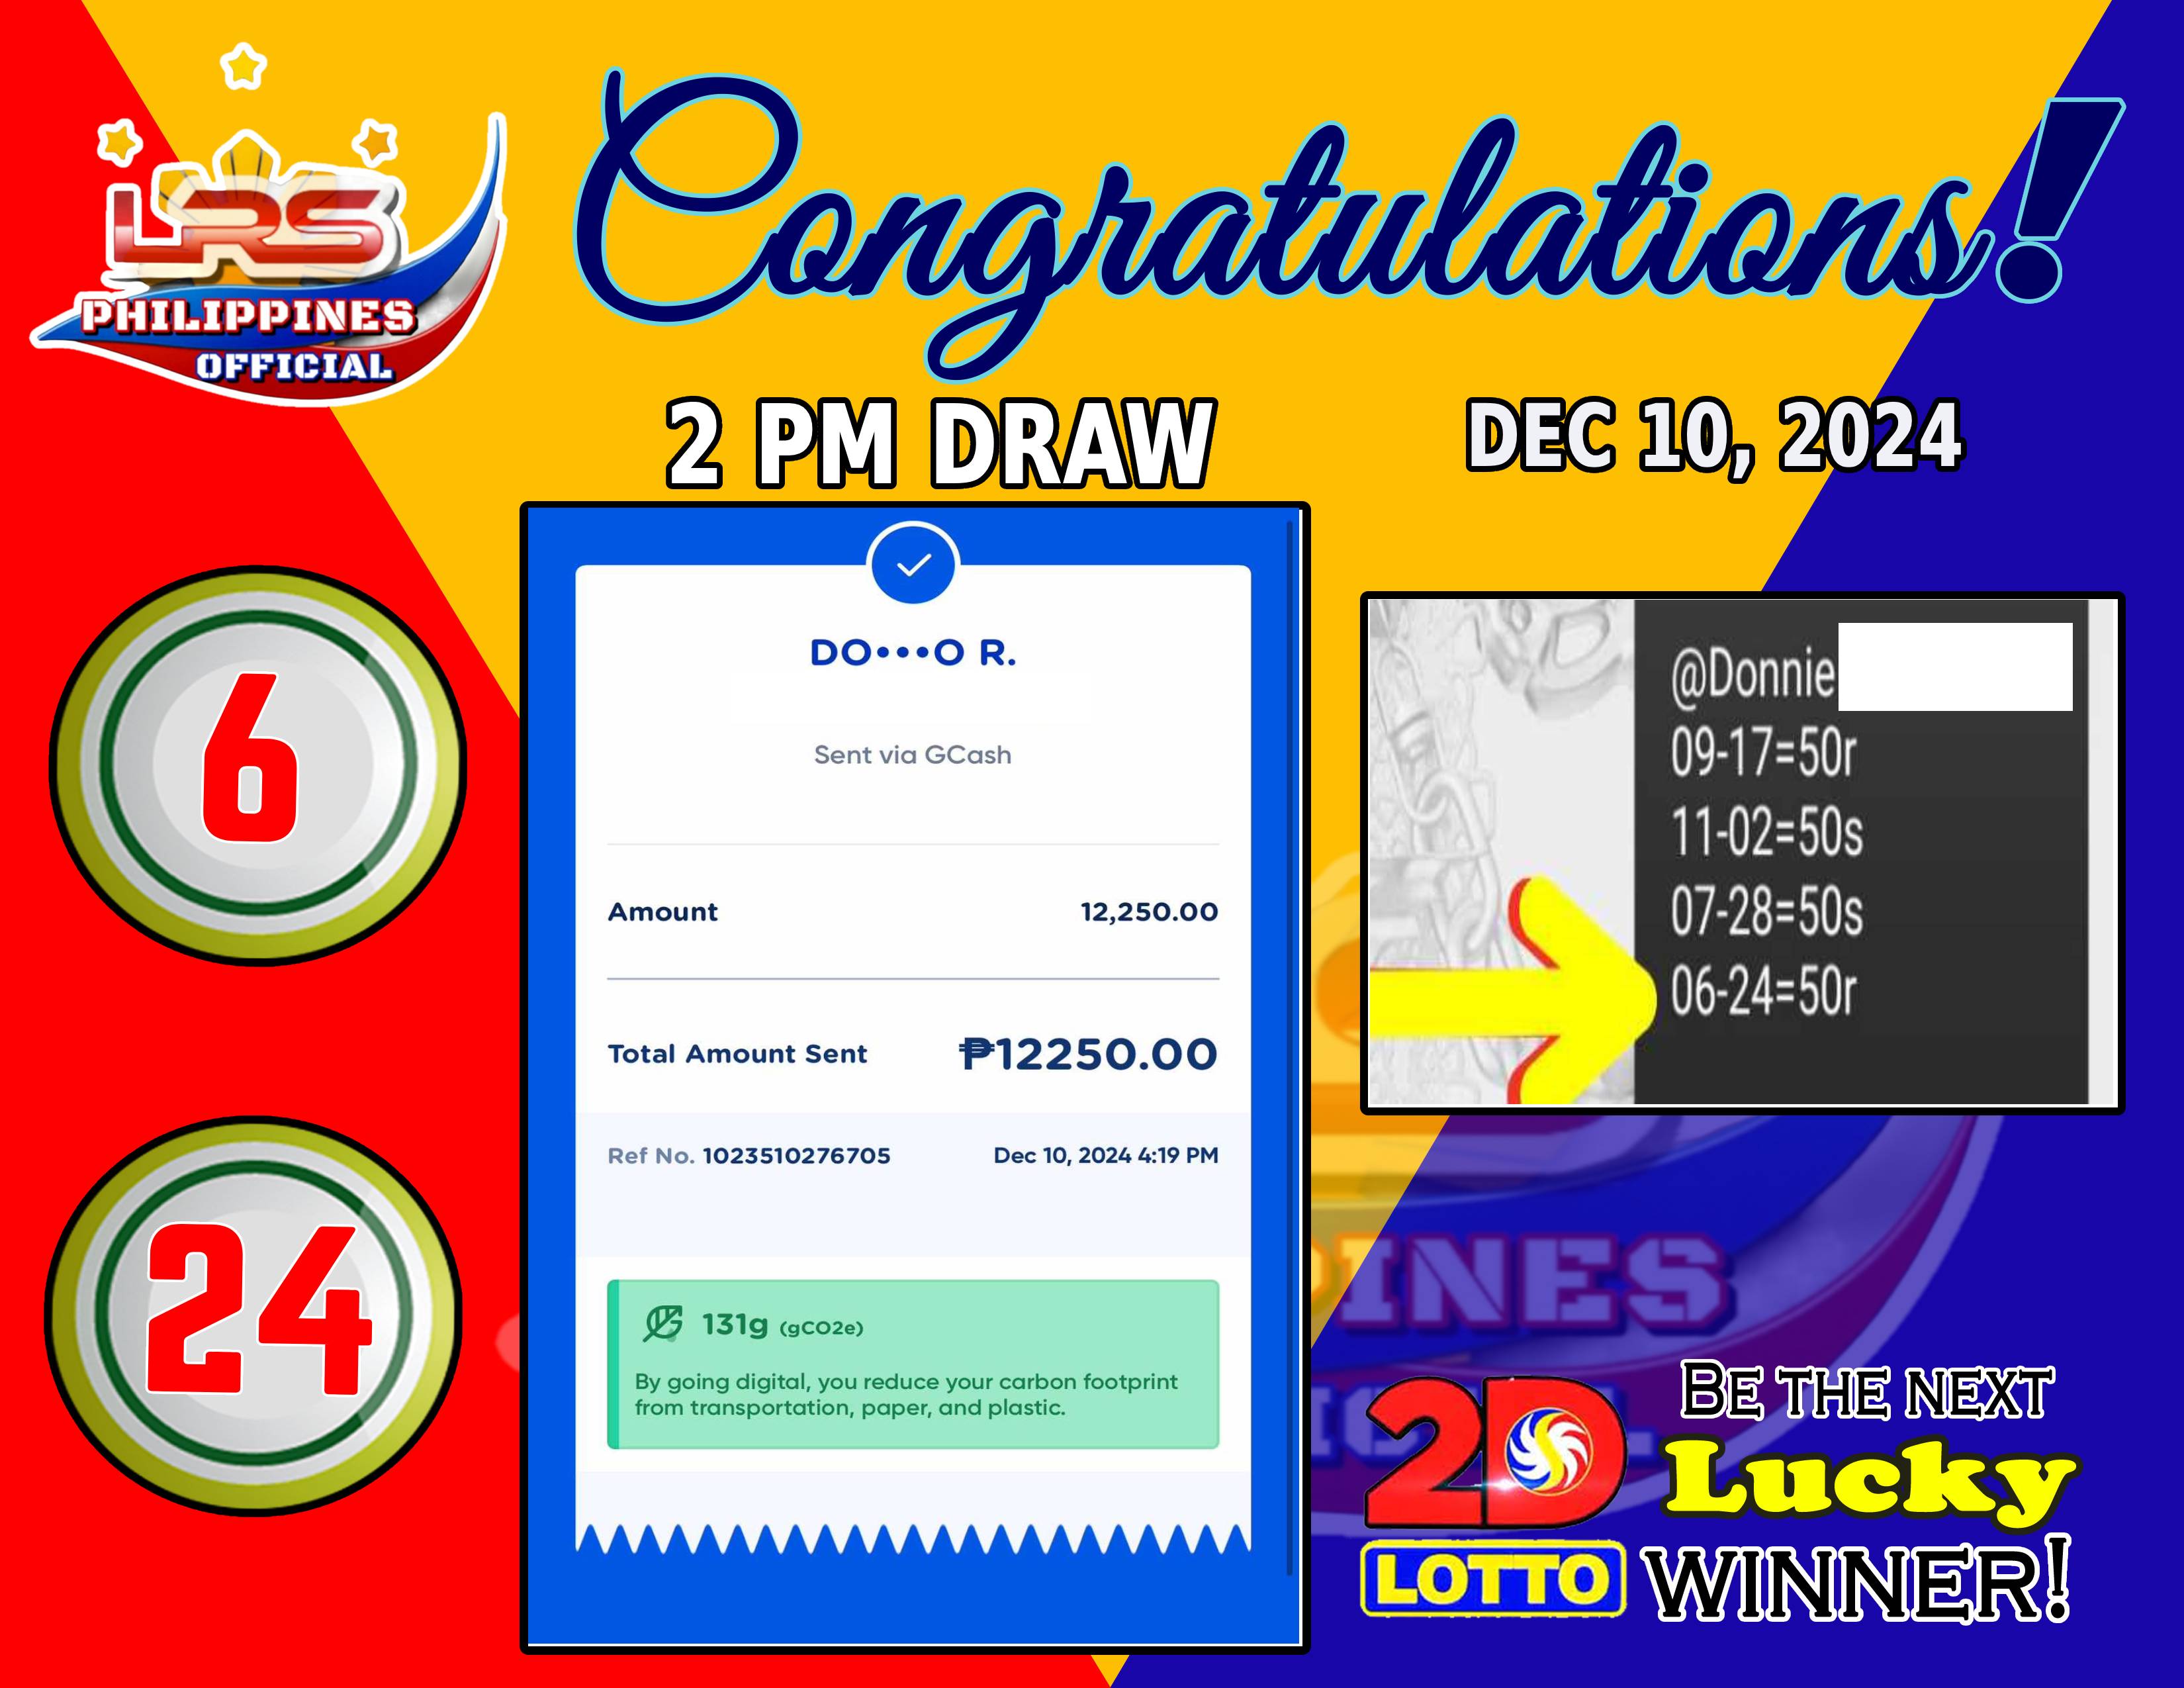 LRS
PHILIPPINES
OFFICIAL
Congratulations!
2 PM DRAW
DEC 10, 2024
6
24
DO•••O R.
Sent via GCash
Amount 12,250.00
Total Amount Sent ₱12250.00
Ref No. 1023510276705 Dec 10, 2024 4:19 PM
131g (gCO2e)
By going digital, you reduce your carbon footprint
from transportation, paper, and plastic.
@Donnie
09-17=50r
11-02=50s
07-28=50s
06-24=50r
PINES
2D
LOTTO
BE THE NEXT
Lucky
WINNER!